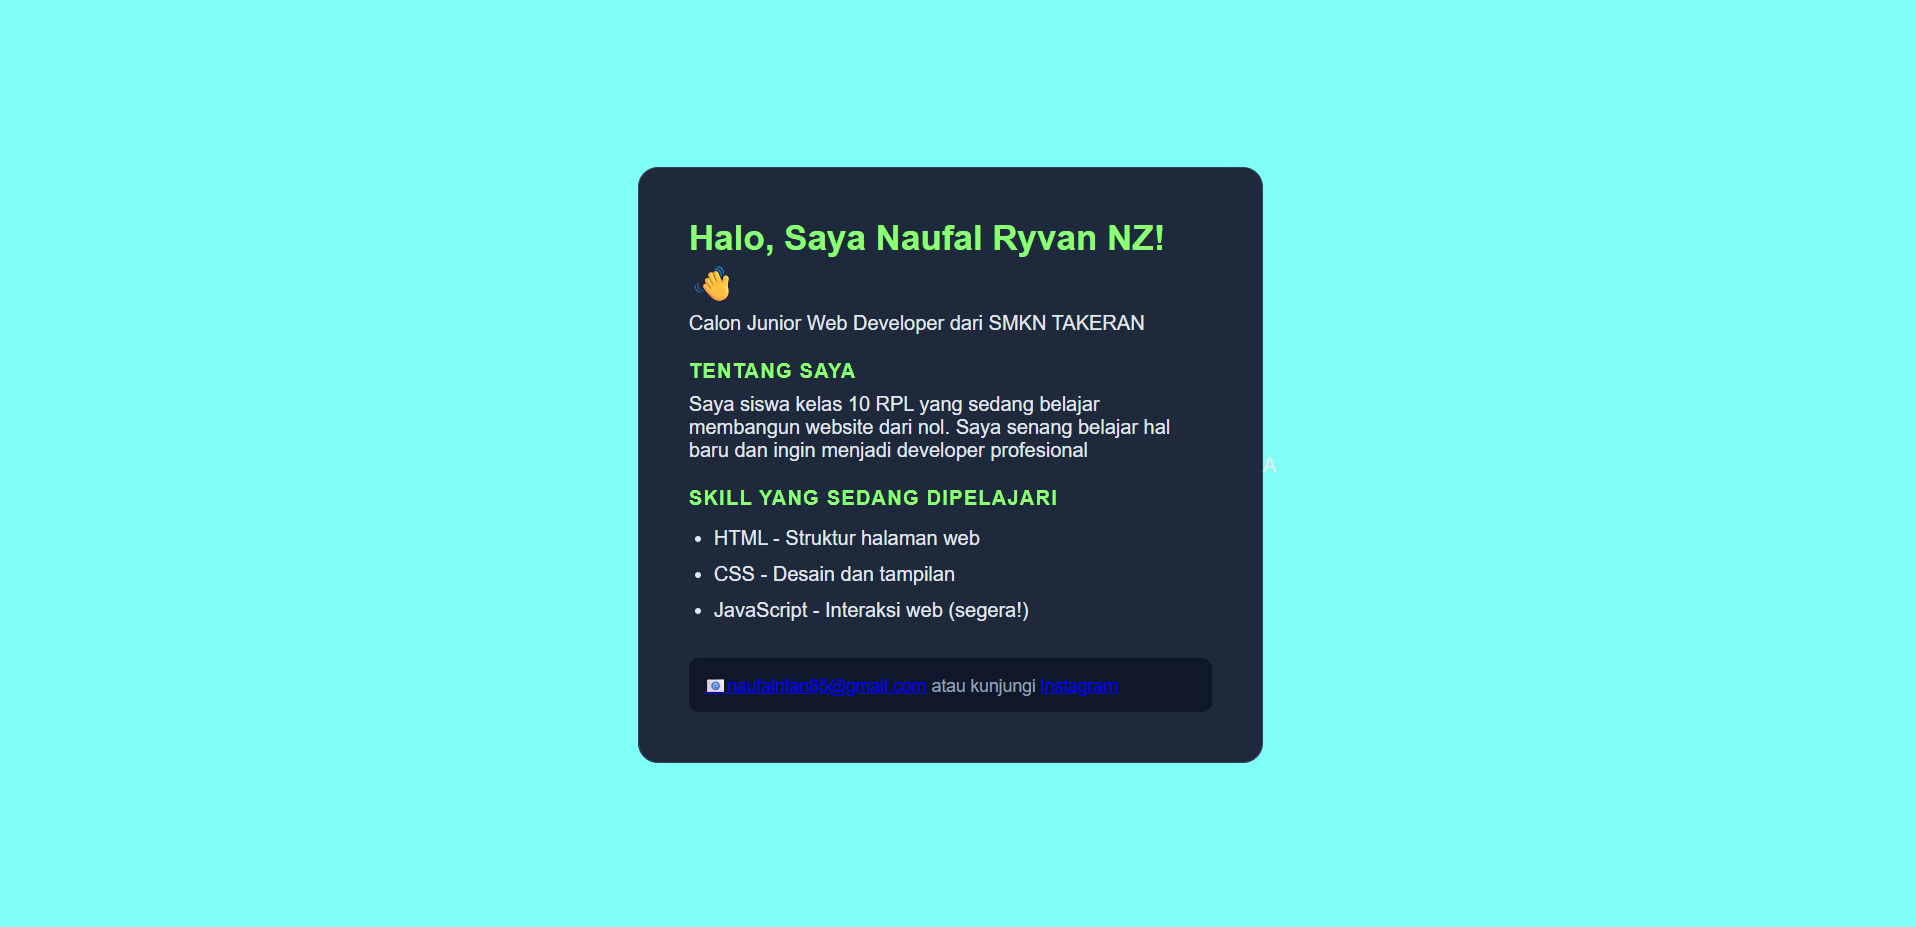 Halo, Saya Naufal Ryvan NZ!
👋
Calon Junior Web Developer dari SMKN TAKERAN
TENTANG SAYA
Saya siswa kelas 10 RPL yang sedang belajar
membangun website dari nol. Saya senang belajar hal
baru dan ingin menjadi developer profesional
A
SKILL YANG SEDANG DIPELAJARI
• HTML - Struktur halaman web
• CSS - Desain dan tampilan
• JavaScript - Interaksi web (segera!)
📧 naufalrifan85@gmail.com atau kunjungi Instagram